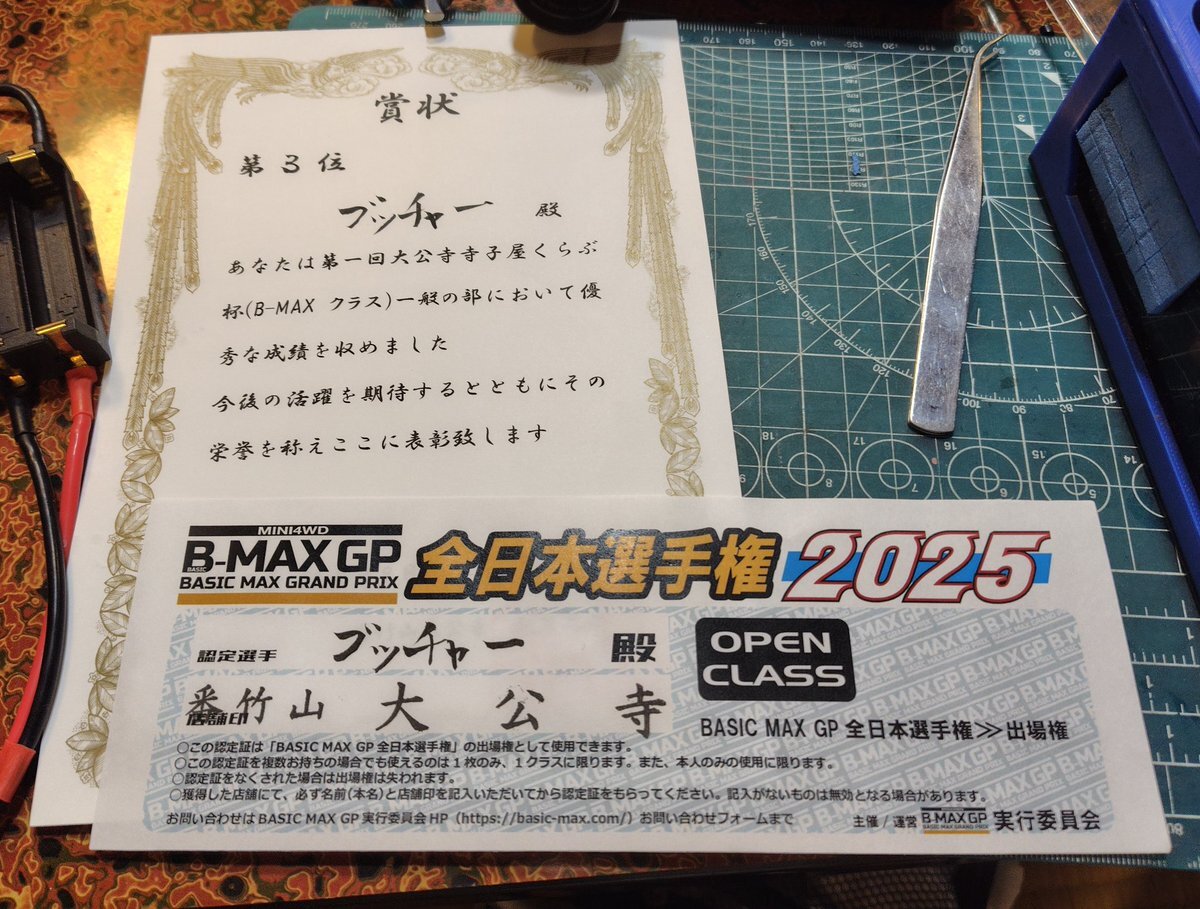 賞状
第3位
ブッチャー 殿
あなたは第一回大公寺寺子屋くらぶ
杯(B-MAX クラス)一般の部において優
秀な成績を収めました
今後の活躍を期待するとともにその
栄誉を称えここに表彰致します
MINI4WD
B-MAX GP
BASIC
BASIC MAX GRAND PRIX
全日本選手権 2025
認定選手 ブッチャー 殿
OPEN
CLASS
店舗印 番竹山 大公寺
BASIC MAX GP 全日本選手権≫出場権
○この認定証は「BASIC MAX GP 全日本選手権」の出場権として使用できます。
○この認定証を複数お持ちの場合でも使えるのは1枚のみ、1クラスに限ります。また、本人のみの使用に限ります。
○認定証をなくされた場合は出場権は失われます。
○獲得した店舗にて、必ず名前(本名)と店舗印を記入いただいてから認定証をもらってください。記入がないものは無効となる場合があります。
お問い合わせは BASIC MAX GP 実行委員会 HP（https://basic-max.com/）お問い合わせフォームまで
主催 / 運営 B-MAX GP BASIC MAX GRAND PRIX 実行委員会